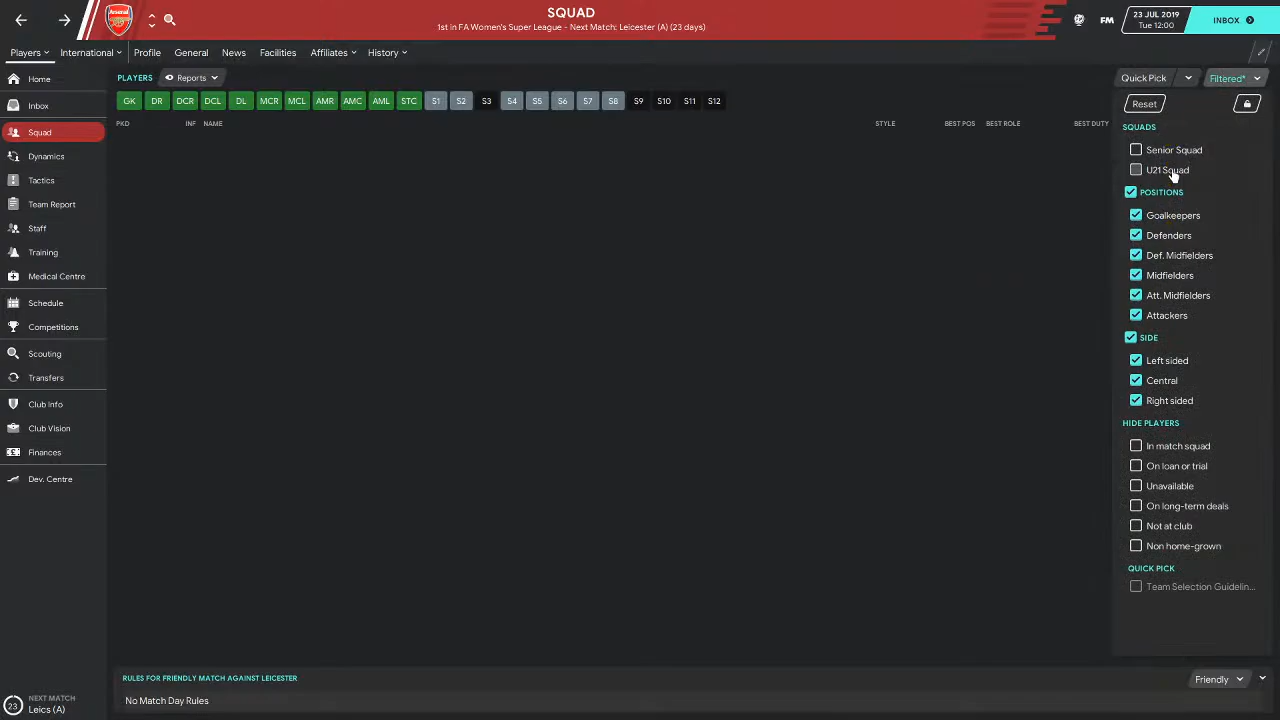 SQUAD
1st in FA Women's Super League - Next Match: Leicester (A) (23 days)
FM
23 JUL 2019
Tue 12:00
INBOX
Players
International
Profile
General
News
Facilities
Affiliates
History
Home
Inbox
Squad
Dynamics
Tactics
Team Report
Staff
Training
Medical Centre
Schedule
Competitions
Scouting
Transfers
Club Info
Club Vision
Finances
Dev. Centre
23
NEXT MATCH
Leics (A)
PLAYERS
Reports
Quick Pick
Filtered*
GK DR DCR DCL DL MCR MCL AMR AMC AML STC S1 S2 S3 S4 S5 S6 S7 S8 S9 S10 S11 S12
PKD INF NAME STYLE BEST POS BEST ROLE BEST DUTY
Reset
SQUADS
Senior Squad
U21 Squad
POSITIONS
Goalkeepers
Defenders
Def. Midfielders
Midfielders
Att. Midfielders
Attackers
SIDE
Left sided
Central
Right sided
HIDE PLAYERS
In match squad
On loan or trial
Unavailable
On long-term deals
Not at club
Non home-grown
QUICK PICK
Team Selection Guidelin...
RULES FOR FRIENDLY MATCH AGAINST LEICESTER
Friendly
No Match Day Rules